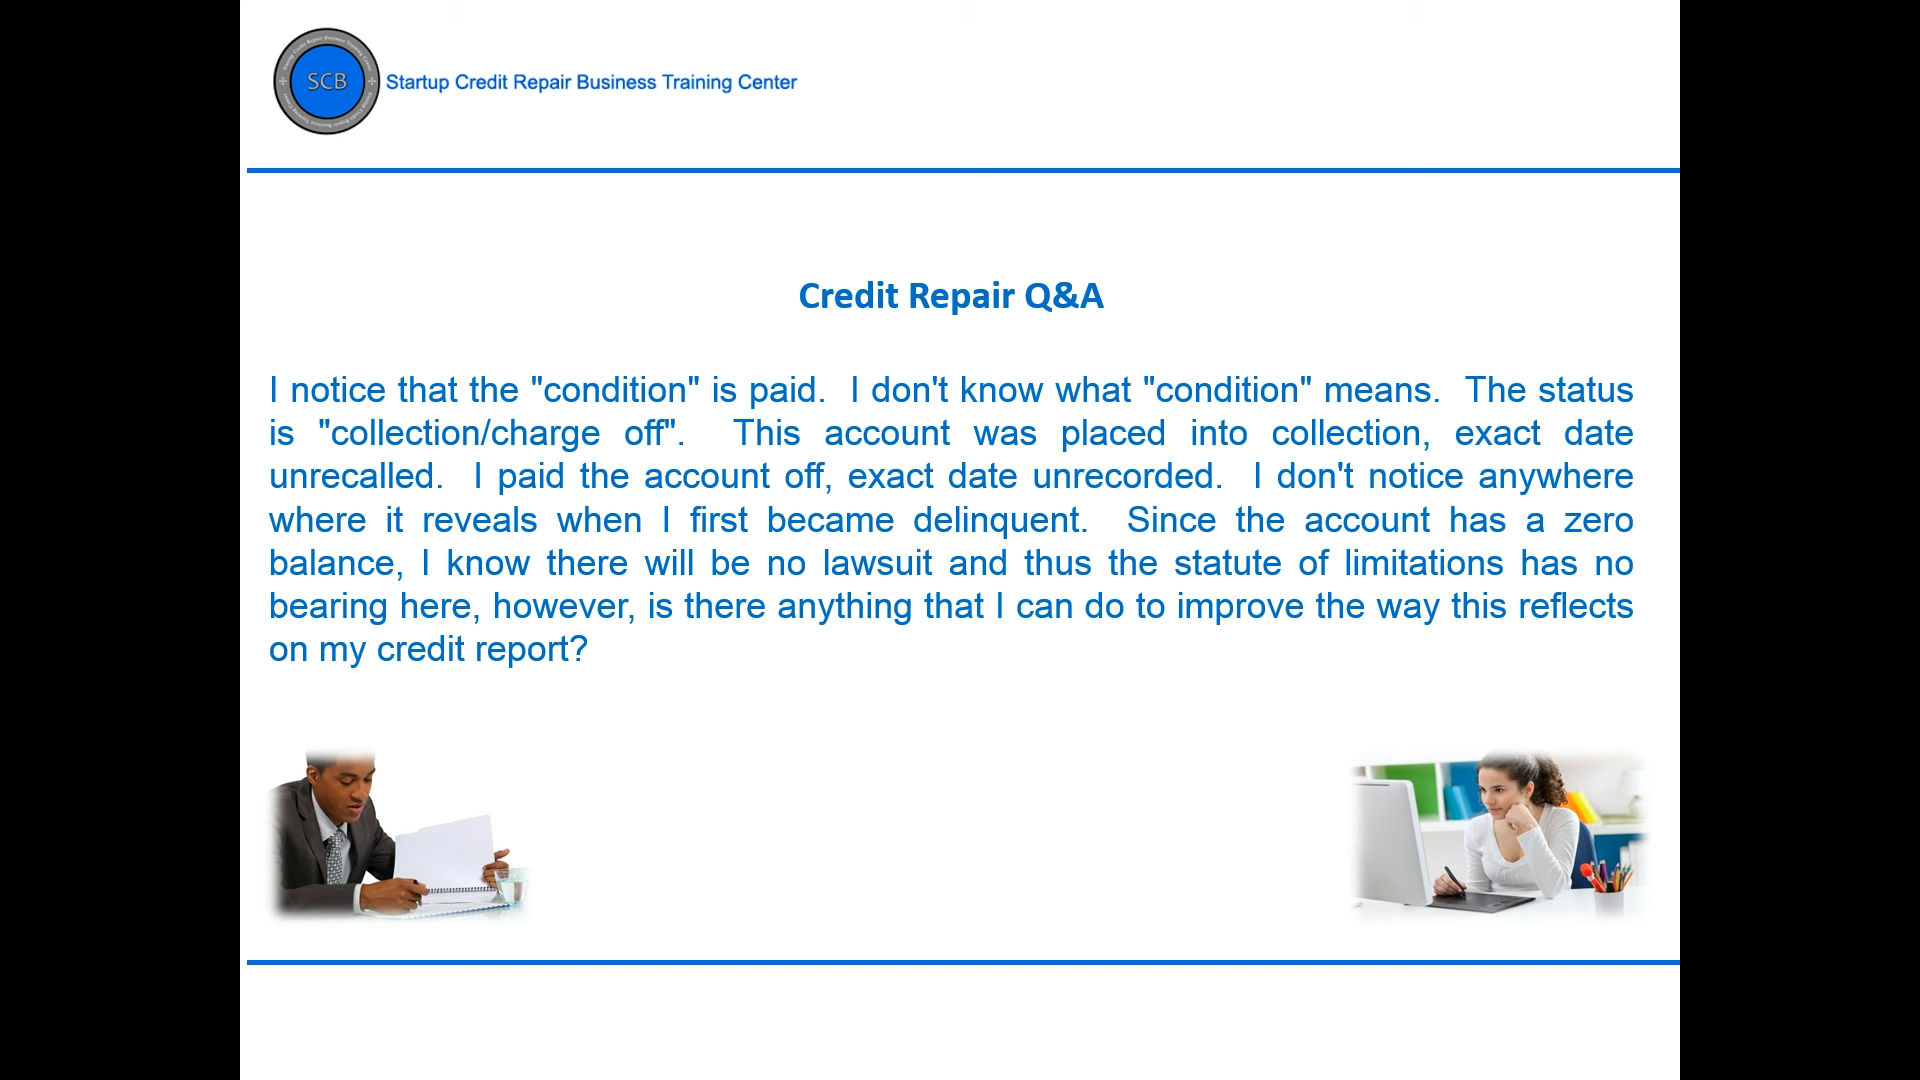 SCB
Startup Credit Repair Business Training Center
Credit Repair Q&A
I notice that the "condition" is paid.  I don't know what "condition" means.  The status
is "collection/charge off".  This account was placed into collection, exact date
unrecalled.  I paid the account off, exact date unrecorded.  I don't notice anywhere
where it reveals when I first became delinquent.  Since the account has a zero
balance, I know there will be no lawsuit and thus the statute of limitations has no
bearing here, however, is there anything that I can do to improve the way this reflects
on my credit report?